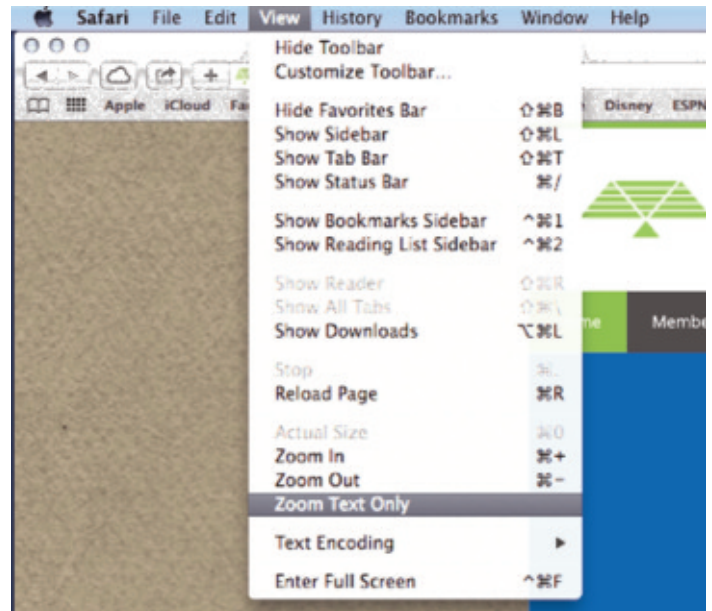 Safari File Edit View History Bookmarks Window Help
Hide Toolbar
Customize Toolbar...
Apple iCloud Disney ESPN
Hide Favorites Bar ⇧⌘B
Show Sidebar ⇧⌘L
Show Tab Bar ⇧⌘T
Show Status Bar ⌘/
Show Bookmarks Sidebar ^⌘1
Show Reading List Sidebar ^⌘2
Show Reader ⇧⌘R
Show All Tabs ⇧⌘\
Show Downloads ⌥⌘L
Stop ⌘.
Reload Page ⌘R
Actual Size ⌘0
Zoom In ⌘+
Zoom Out ⌘-
Zoom Text Only
Text Encoding
Enter Full Screen ^⌘F